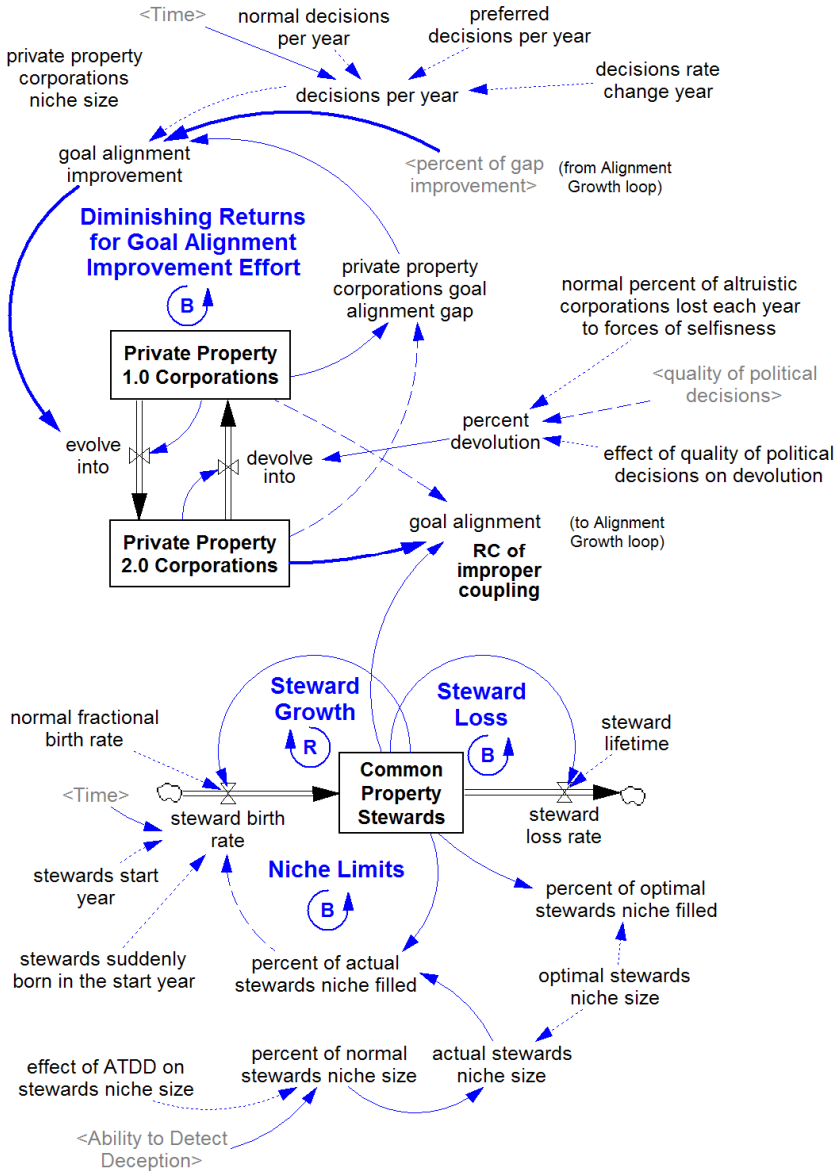 <Time>
normal decisions
per year
preferred
decisions per year
private property
corporations
niche size
decisions per year
decisions rate
change year
goal alignment
improvement
<percent of gap
improvement>
(from Alignment
Growth loop)
Diminishing Returns
for Goal Alignment
Improvement Effort
B
private property
corporations goal
alignment gap
normal percent of altruistic
corporations lost each year
to forces of selfisness
Private Property
1.0 Corporations
<quality of political
decisions>
percent
devolution
evolve
into
devolve
into
effect of quality of political
decisions on devolution
Private Property
2.0 Corporations
goal alignment
(to Alignment
Growth loop)
RC of
improper
coupling
Steward
Growth
R
Steward
Loss
B
normal fractional
birth rate
steward
lifetime
<Time>
Common
Property
Stewards
steward birth
rate
steward
loss rate
stewards start
year
Niche Limits
B
percent of optimal
stewards niche filled
stewards suddenly
born in the start year
percent of actual
stewards niche filled
optimal stewards
niche size
effect of ATDD on
stewards niche size
percent of normal
stewards niche size
actual stewards
niche size
<Ability to Detect
Deception>